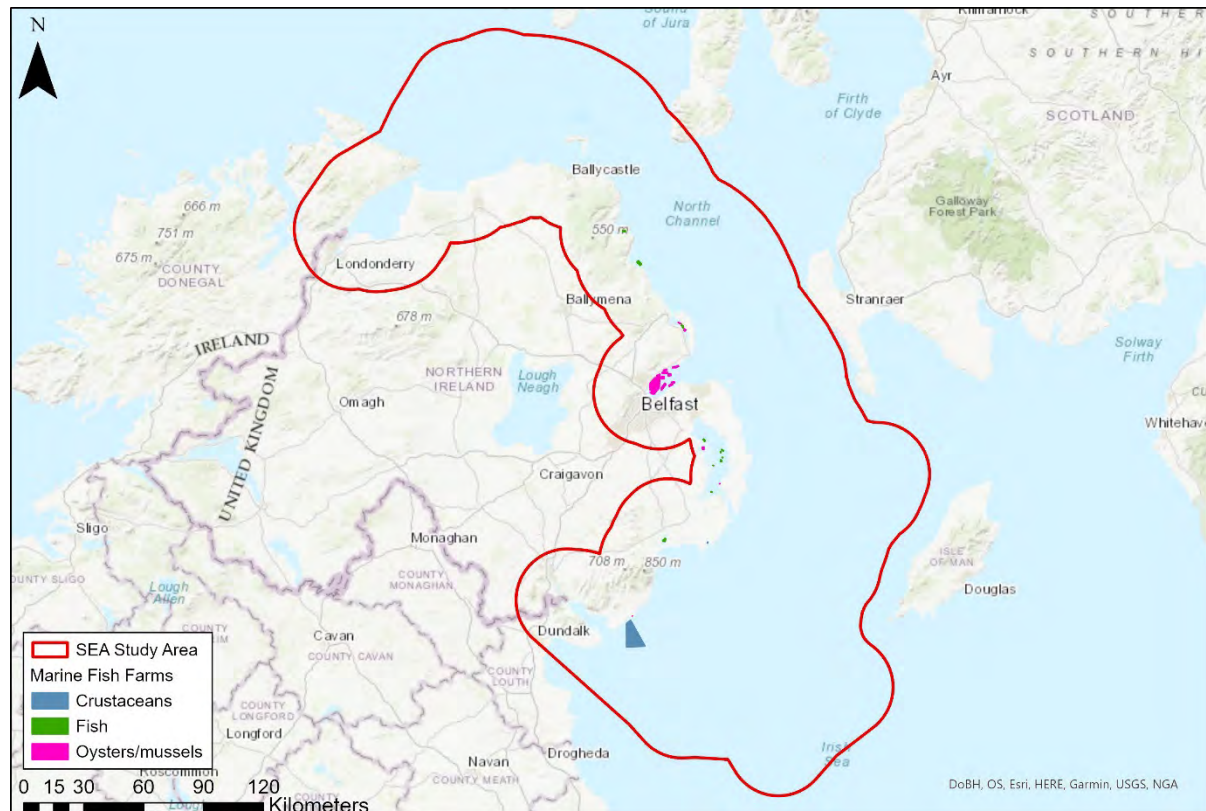 N
Sound
of Jura
Kilmarnock
SOUTHER
SOUTHERN HI
Ayr
Firth
of Clyde
SCOTLAND
Ballycastle
North
Channel
Galloway
Forest Park
666 m
751 m
675 m
COUNTY
DONEGAL
550 m
Londonderry
Ballymena
Stranraer
678 m
Solway
Firth
IRELAND
UNITED KINGDOM
NORTHERN
IRELAND
Lough
Neagh
Omagh
Belfast
Whitehav
Craigavon
Sligo
Monaghan
708 m
850 m
ISLE
OF MAN
Douglas
OUNTY SLIGO
Lough
Allen
COUNTY
MONAGHAN
COUNTY
IM
Cavan
COUNTY CAVAN
Dundalk
COUNTY
LOUTH
COUNTY
LONGFORD
Longford
Drogheda
Navan
COUNTY MEATH
Roscommon
Irish
Sea
SEA Study Area
Marine Fish Farms
Crustaceans
Fish
Oysters/mussels
0 15 30 60 90 120
Kilometers
DoBH, OS, Esri, HERE, Garmin, USGS, NGA